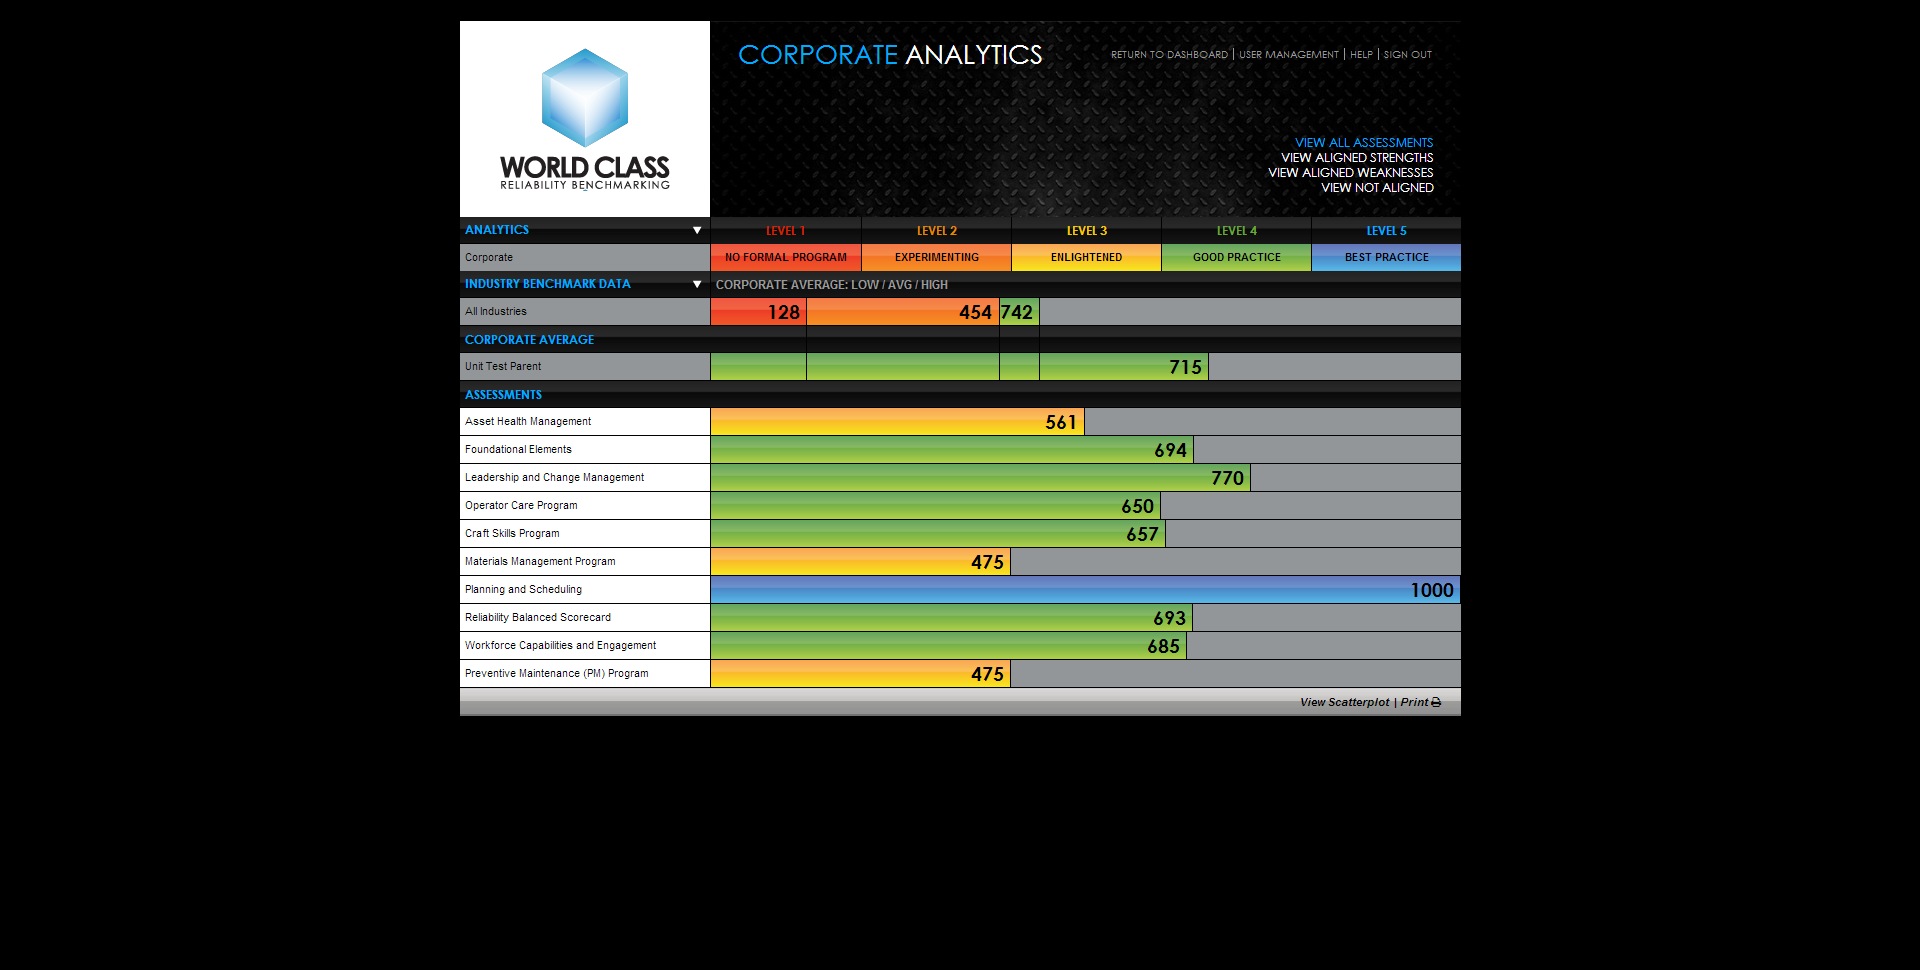 CORPORATE ANALYTICS
RETURN TO DASHBOARD | USER MANAGEMENT | HELP | SIGN OUT
WORLD CLASS
RELIABILITY BENCHMARKING
VIEW ALL ASSESSMENTS
VIEW ALIGNED STRENGTHS
VIEW ALIGNED WEAKNESSES
VIEW NOT ALIGNED
ANALYTICS LEVEL 1 LEVEL 2 LEVEL 3 LEVEL 4 LEVEL 5
Corporate NO FORMAL PROGRAM EXPERIMENTING ENLIGHTENED GOOD PRACTICE BEST PRACTICE
INDUSTRY BENCHMARK DATA CORPORATE AVERAGE: LOW / AVG / HIGH
All Industries 128 454 742
CORPORATE AVERAGE
Unit Test Parent 715
ASSESSMENTS
Asset Health Management 561
Foundational Elements 694
Leadership and Change Management 770
Operator Care Program 650
Craft Skills Program 657
Materials Management Program 475
Planning and Scheduling 1000
Reliability Balanced Scorecard 693
Workforce Capabilities and Engagement 685
Preventive Maintenance (PM) Program 475
View Scatterplot | Print